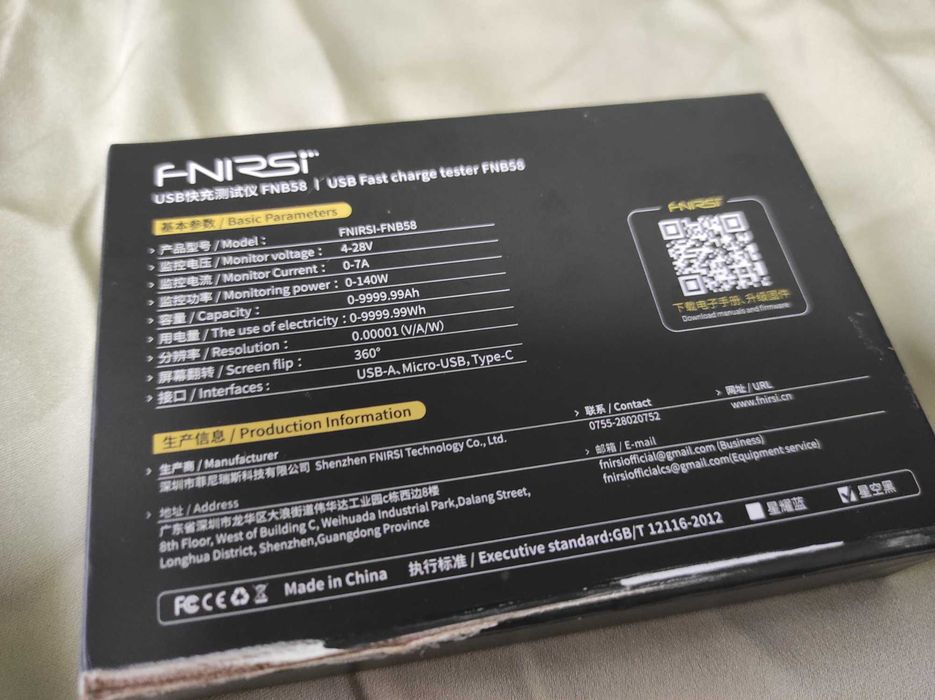 FNIRSI
USB快充测试仪 FNB58 | USB Fast charge tester FNB58
基本参数 / Basic Parameters
产品型号 / Model : FNIRSI-FNB58
监控电压 / Monitor voltage : 4-28V
监控电流 / Monitor Current : 0-7A
监控功率 / Monitoring power : 0-140W
容量 / Capacity : 0-9999.99Ah
用电量 / The use of electricity : 0-9999.99Wh
分辨率 / Resolution : 0.00001 (V/A/W)
屏幕翻转 / Screen flip : 360°
接口 / Interfaces : USB-A、Micro-USB, Type-C
FNIRSI
下载电子手册、升级固件
Download manuals and firmware
生产信息 / Production Information
生产商 / Manufacturer
深圳市菲尼瑞斯科技有限公司 Shenzhen FNIRSI Technology Co., Ltd.
联系 / Contact
0755-28020752
网址 / URL
www.fnirsi.cn
地址 / Address
广东省深圳市龙华区大浪街道伟华达工业园c栋西边8楼
8th Floor, West of Building C, Weihuada Industrial Park,Dalang Street,
Longhua District, Shenzhen,Guangdong Province
邮箱 / E-mail
fnirsiofficial@gmail.com (Business)
fnirsiofficialcs@gmail.com(Equipment service)
FC CE Made in China 执行标准 / Executive standard:GB/T 12116-2012 星耀蓝 星空黑